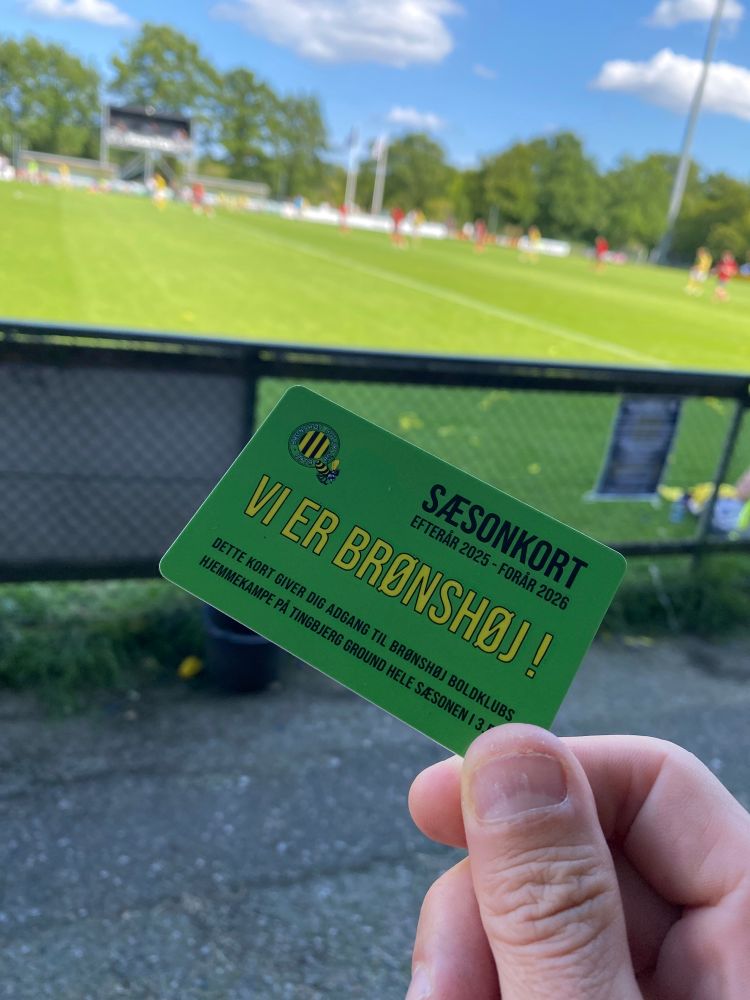 SÆSONKORT
EFTERÅR 2025 - FORÅR 2026
VI ER BRØNSHØJ !
DETTE KORT GIVER DIG ADGANG TIL BRØNSHØJ BOLDKLUBS
HJEMMEKAMPE PÅ TINGBJERG GROUND HELE SÆSONEN I 3.